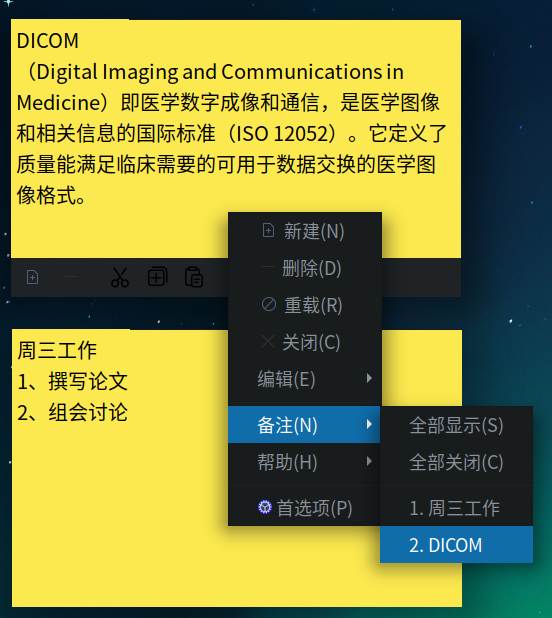 DICOM
（Digital Imaging and Communications in
Medicine）即医学数字成像和通信，是医学图像
和相关信息的国际标准（ISO 12052）。它定义了
质量能满足临床需要的可用于数据交换的医学图
像格式。
新建(N)
删除(D)
重载(R)
关闭(C)
编辑(E)
备注(N)
帮助(H)
首选项(P)
全部显示(S)
全部关闭(C)
1. 周三工作
2. DICOM
周三工作
1、撰写论文
2、组会讨论